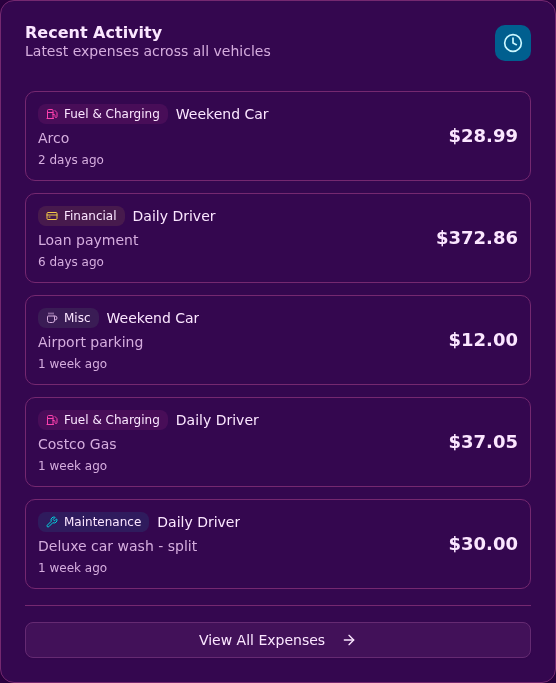 Recent Activity
Latest expenses across all vehicles
Fuel & Charging Weekend Car
Arco
$28.99
2 days ago
Financial Daily Driver
Loan payment
$372.86
6 days ago
Misc Weekend Car
Airport parking
$12.00
1 week ago
Fuel & Charging Daily Driver
Costco Gas
$37.05
1 week ago
Maintenance Daily Driver
Deluxe car wash - split
$30.00
1 week ago
View All Expenses